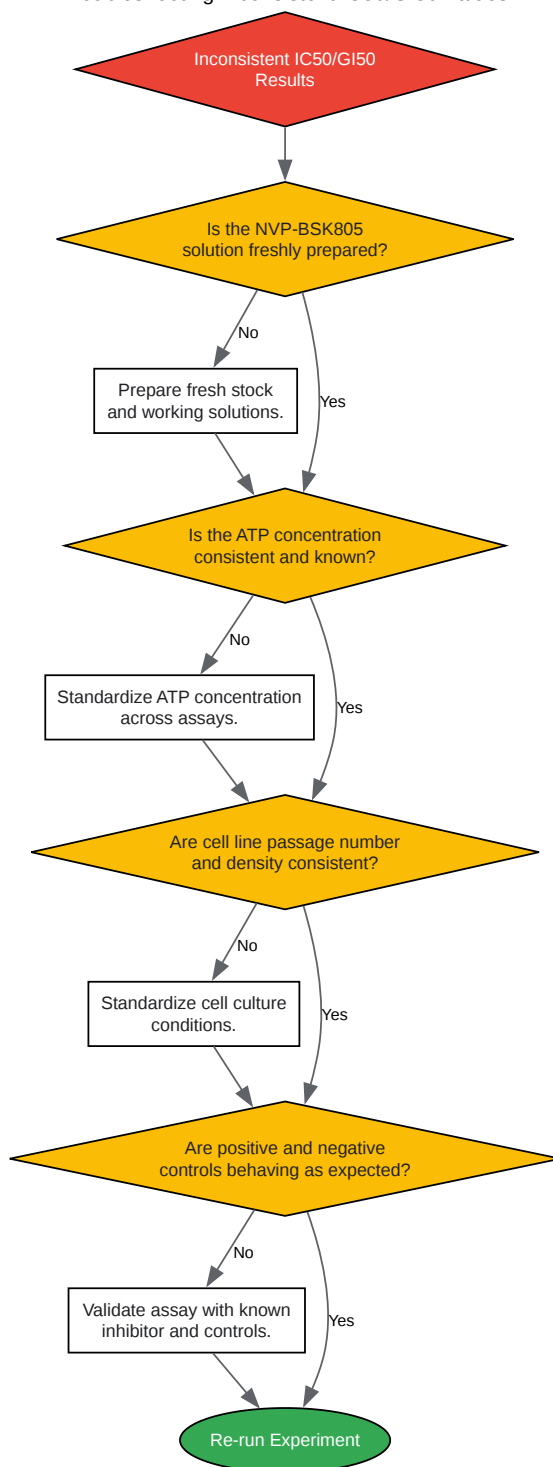 Inconsistent IC50/GI50
Results
Is the NVP-BSK805
solution freshly prepared?
No
Prepare fresh stock
and working solutions.
Yes
Is the ATP concentration
consistent and known?
No
Standardize ATP concentration
across assays.
Yes
Are cell line passage number
and density consistent?
No
Standardize cell culture
conditions.
Yes
Are positive and negative
controls behaving as expected?
No
Validate assay with known
inhibitor and controls.
Yes
Re-run Experiment